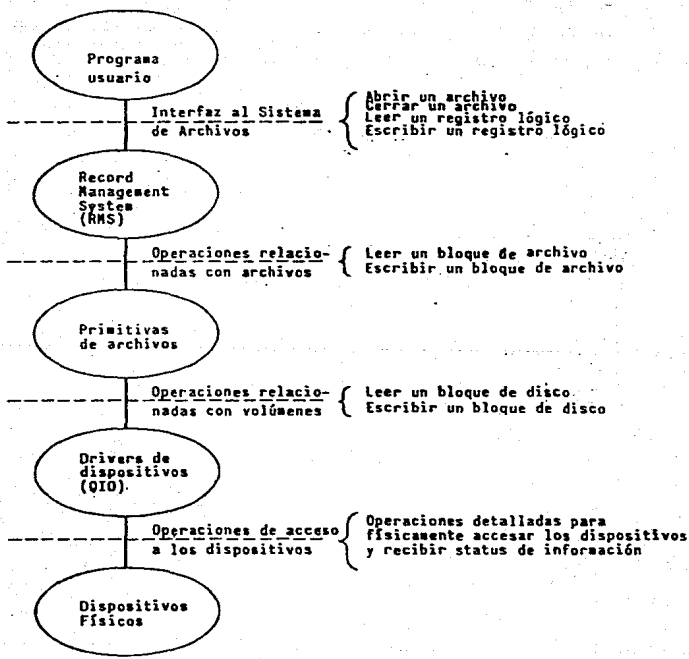 Programa
usuario
Interfaz al Sistema
de Archivos
Abrir un archivo
Cerrar un archivo
Leer un registro lógico
Escribir un registro lógico
Record
Management
System
(RMS)
Operaciones relacio-
nadas con archivos
Leer un bloque de archivo
Escribir un bloque de archivo
Primitivas
de archivos
Operaciones relacio-
nadas con volúmenes
Leer un bloque de disco
Escribir un bloque de disco
Drivers de
dispositivos
(QIO)
Operaciones de acceso
a los dispositivos
Operaciones detalladas para
físicamente accesar los dispositivos
y recibir status de información
Dispositivos
Físicos